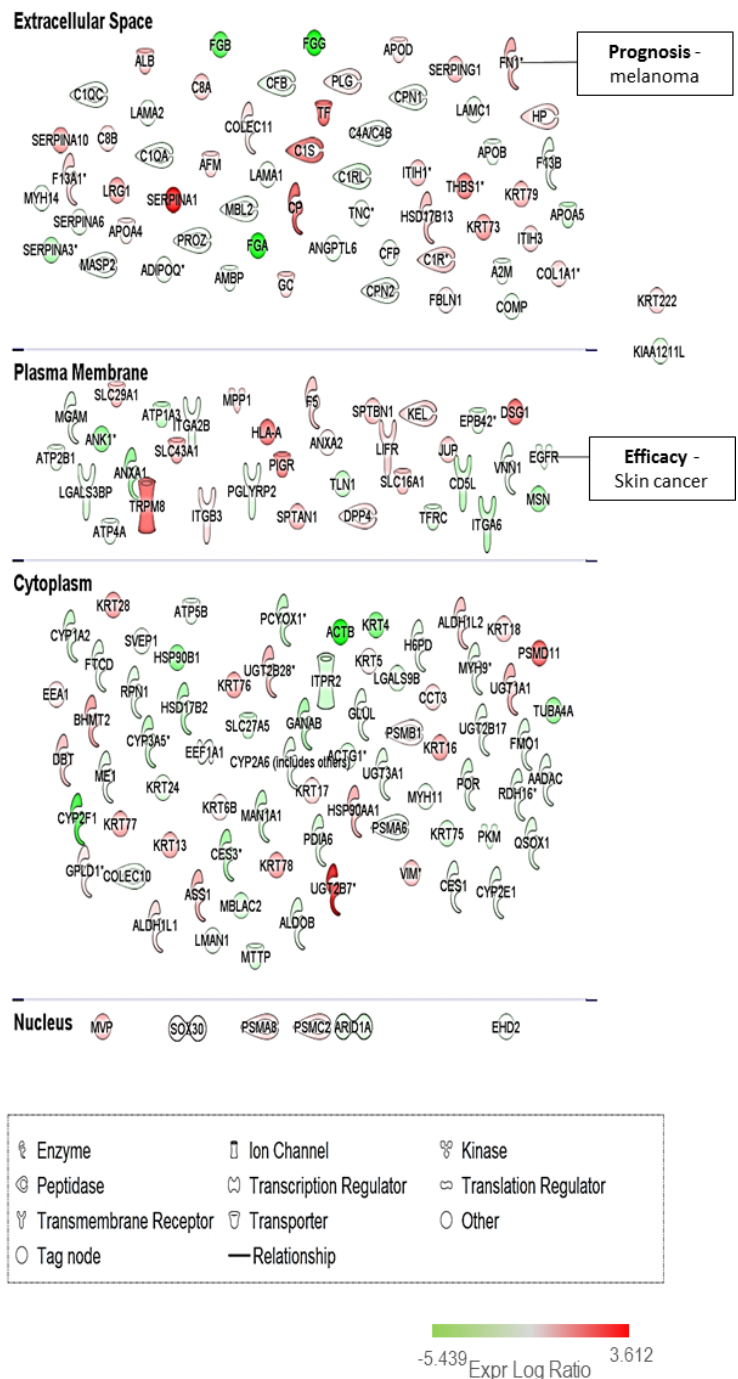 Extracellular Space
FGB FGG APOD
ALB SERPING1 FN1*
Prognosis -
melanoma
C1QC C8A CFB PLG CPN1
LAMA2 COLEC11 TF LAMC1 HP
SERPINA10 C8B C1QA C1S C4A/C4B APOB F13B
F13A1* AFM LAMA1 C1RL ITIH1* THBS1* KRT79
MYH14 LRG1 SERPINA1 MBL2 CP TNC* HSD17B13 APOA5
SERPINA6 APOA4 KRT73
SERPINA3* PROZ FGA ANGPTL6 CFP ITIH3
MASP2 ADIPOQ* AMBP GC C1R* A2M COL1A1*
CPN2 FBLN1 COMP KRT222
KIAA1211L
Plasma Membrane
SLC29A1 MPP1 F5
MGAM ATP1A3 ITGA2B SPTBN1 KEL EPB42* DSG1
ANK1* SLC43A1 HLA-A ANXA2 LIFR JUP
ATP2B1 ANXA1 PIGR VNN1 EGFR
Efficacy -
Skin cancer
LGALS3BP TRPM8 PGLYRP2 TLN1 SLC16A1 CD5L MSN
ATP4A ITGB3 SPTAN1 DPP4 TFRC ITGA6
Cytoplasm
KRT28 ATP5B PCYOX1* ACTB KRT4 ALDH1L2 KRT18
CYP1A2 SVEP1 H6PD
FTCD HSP90B1 UGT2B28* KRT5 MYH9* PSMD11
EEA1 RPN1 KRT76 ITPR2 LGALS9B CCT3 UGT1A1
BHMT2 HSD17B2 SLC27A5 GANAB GLUL PSMB1 UGT2B17 TUBA4A
DBT CYP3A5* EEF1A1 CYP2A6 (includes others) ACTG1* KRT16 FMO1
ME1 KRT24 KRT17 UGT3A1 MYH11 POR RDH16* AADAC
CYP2F1 KRT77 KRT6B MAN1A1 HSP90AA1
KRT13 CES3* PDIA6 PSMA6 KRT75 PKM QSOX1
GPLD1* COLEC10 ASS1 KRT78 UGT2B7* VIM* CES1 CYP2E1
ALDH1L1 MBLAC2 ALDOB
LMAN1 MTTP
Nucleus
MVP SOX30 PSMA8 PSMC2 ARID1A EHD2
Enzyme Ion Channel Kinase
Peptidase Transcription Regulator Translation Regulator
Transmembrane Receptor Transporter Other
Tag node Relationship
-5.439 Expr Log Ratio 3.612